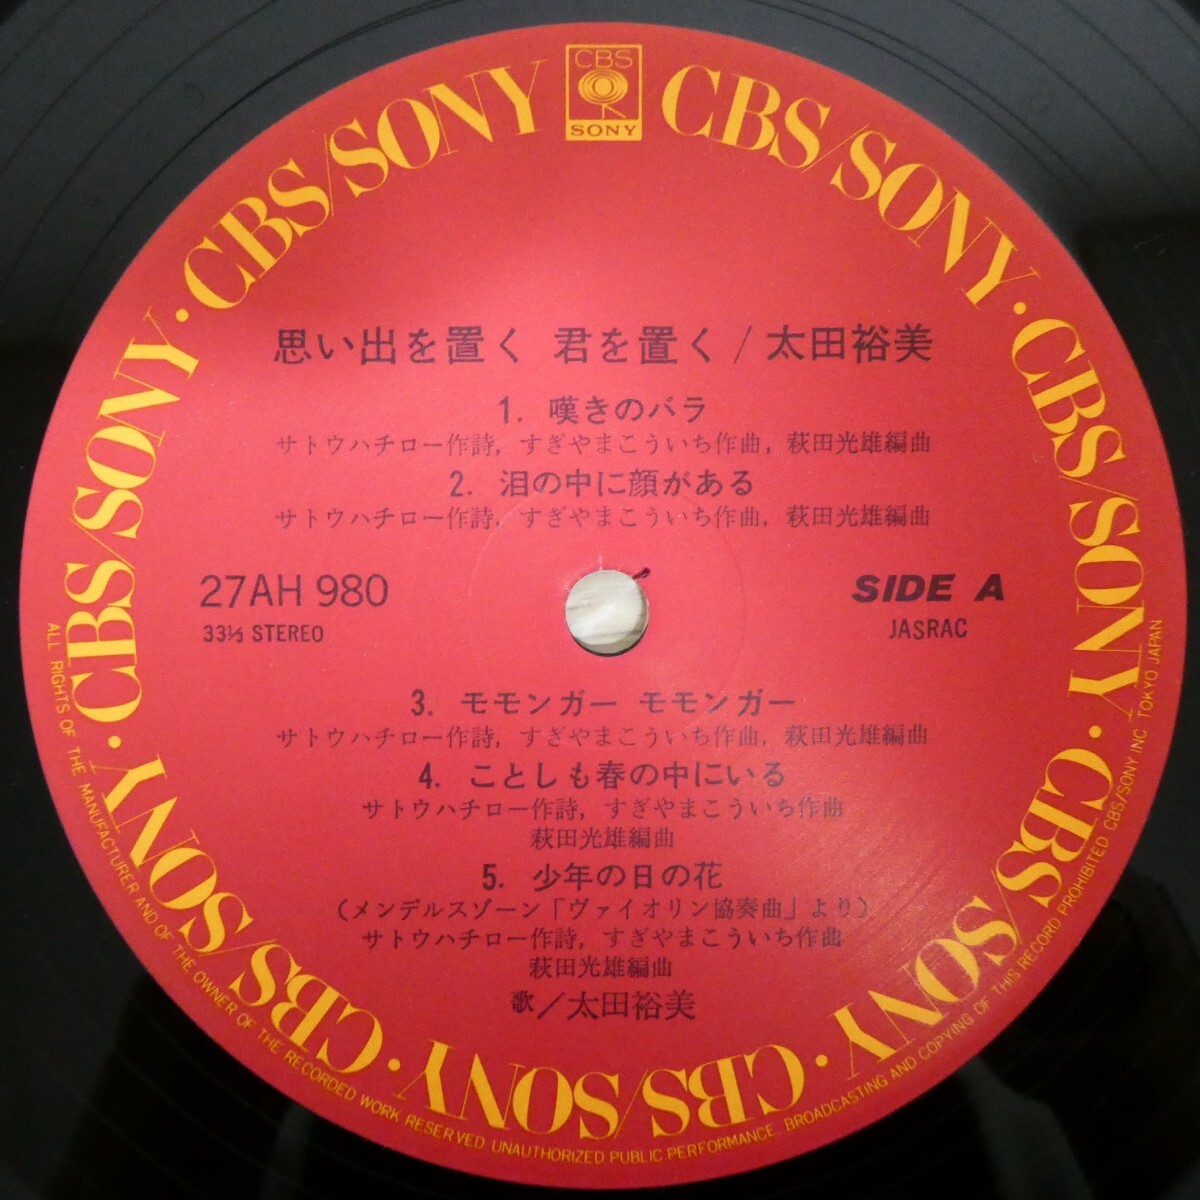 CBS
SONY
CBS/SONY · CBS/SONY · CBS/SONY · CBS/SONY · CBS/SONY · CBS/SONY · CBS/SONY · CBS/SONY
思い出を置く 君を置く/太田裕美
1. 嘆きのバラ
サトウハチロー作詩, すぎやまこういち作曲, 萩田光雄編曲
2. 泪の中に顔がある
サトウハチロー作詩, すぎやまこういち作曲, 萩田光雄編曲
27AH 980
33⅓ STEREO
SIDE A
JASRAC
3. モモンガー モモンガー
サトウハチロー作詩, すぎやまこういち作曲, 萩田光雄編曲
4. ことしも春の中にいる
サトウハチロー作詩, すぎやまこういち作曲
萩田光雄編曲
5. 少年の日の花
(メンデルスゾーン「ヴァイオリン協奏曲」より)
サトウハチロー作詩, すぎやまこういち作曲
萩田光雄編曲
歌/太田裕美
ALL RIGHTS OF THE MANUFACTURER AND OF THE OWNER OF THE RECORDED WORK RESERVED UNAUTHORIZED PUBLIC PERFORMANCE. BROADCASTING AND COPYING OF THIS RECORD PROHIBITED CBS/SONY INC TOKYO JAPAN